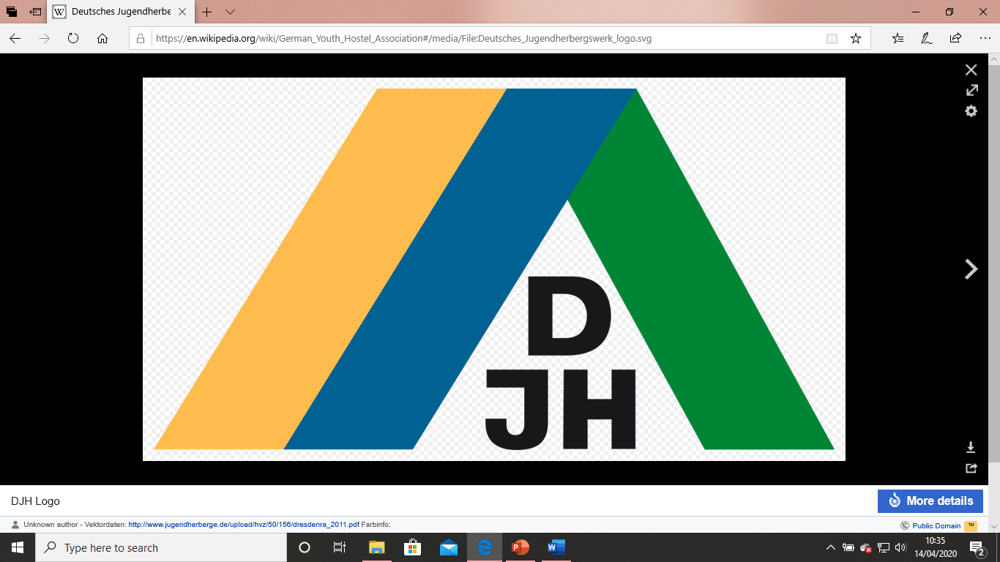 Deutsches Jugendherbe
https://en.wikipedia.org/wiki/German_Youth_Hostel_Association#/media/File:Deutsches_Jugendherbergswerk_logo.svg
D
JH
DJH Logo
More details
Unknown author - Vektordaten: http://www.jugendherberge.de/upload/hvz/50/156/dresdenra_2011.pdf Farbinfo:
Public Domain ™
Type here to search
10:35
14/04/2020
2